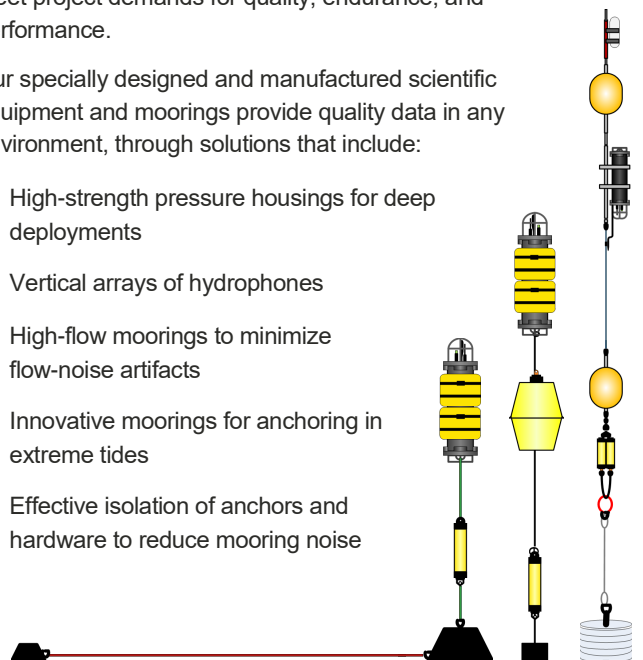 project demands for quality, endurance, and
specially designed and manufactured scientific
and moorings provide quality data in any
through solutions that include:
High-strength pressure housings for deep
deployments
Vertical arrays of hydrophones
High-flow moorings to minimize
flow-noise artifacts
Innovative moorings for anchoring in
extreme tides
Effective isolation of anchors and
hardware to reduce mooring noise